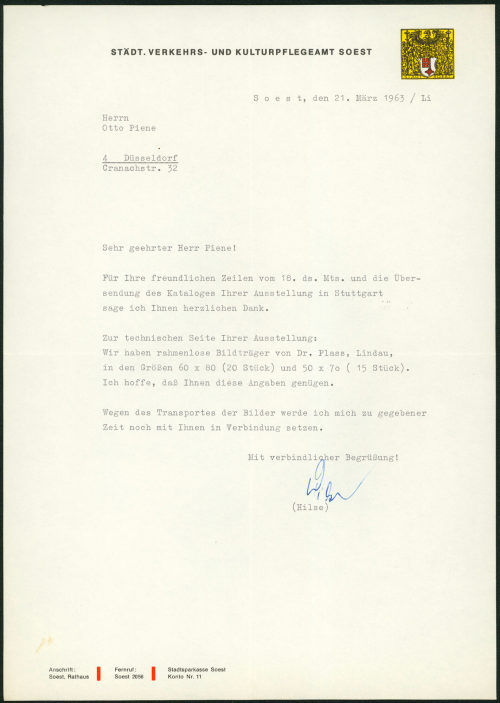 STÄDT. VERKEHRS- UND KULTURPFLEGEAMT SOEST
S o e s t, den 21. März 1963 / Li
Herrn
Otto Piene
4 Düsseldorf
Cranachstr. 32
Sehr geehrter Herr Piene!
Für Ihre freundlichen Zeilen vom 18. ds. Mts. und die Über-
sendung des Kataloges Ihrer Ausstellung in Stuttgart
sage ich Ihnen herzlichen Dank.
Zur technischen Seite Ihrer Ausstellung:
Wir haben rahmenlose Bildträger von Dr. Plass, Lindau,
in den Größen 60 x 80 (20 Stück) und 50 x 7o ( 15 Stück).
Ich hoffe, daß Ihnen diese Angaben genügen.
Wegen des Transportes der Bilder werde ich mich zu gegebener
Zeit noch mit Ihnen in Verbindung setzen.
Mit verbindlicher Begrüßung!
(Hilse)
Anschrift: Fernruf: Stadtsparkasse Soest
Soest, Rathaus Soest 2056 Konto Nr. 11